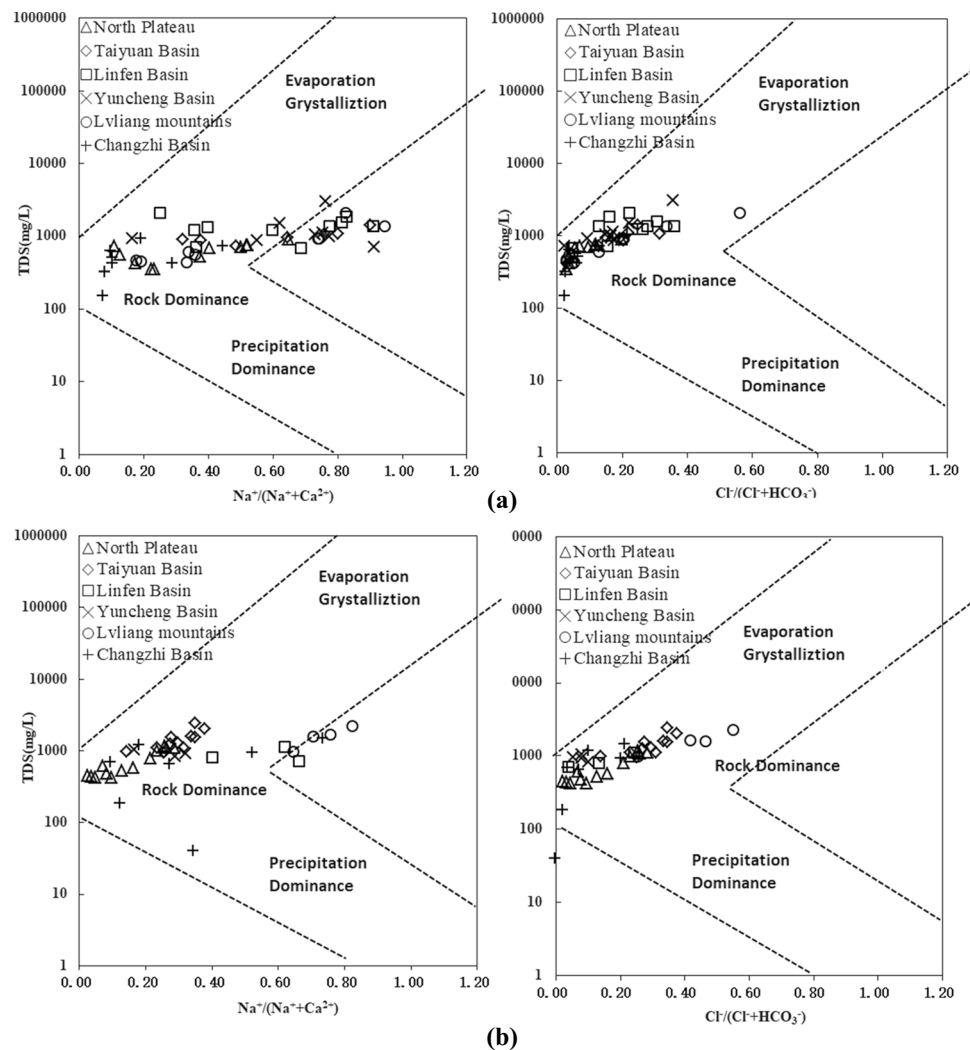 1000000
100000
10000
1000
100
10
1
TDS(mg/L)
North Plateau
Taiyuan Basin
Linfen Basin
Yuncheng Basin
Lvliang mountains
Changzhi Basin
Evaporation
Grystalliztion
Rock Dominance
Precipitation
Dominance
0.00 0.20 0.40 0.60 0.80 1.00 1.20
Na⁺/(Na⁺+Ca²⁺)
1000000
100000
10000
1000
100
10
1
TDS(mg/L)
North Plateau
Taiyuan Basin
Linfen Basin
Yuncheng Basin
Lvliang mountains
Changzhi Basin
Evaporation
Grystalliztion
Rock Dominance
Precipitation
Dominance
0.00 0.20 0.40 0.60 0.80 1.00 1.20
Cl⁻/(Cl⁻+HCO₃⁻)
(a)
1000000
100000
10000
1000
100
10
1
TDS(mg/L)
North Plateau
Taiyuan Basin
Linfen Basin
Yuncheng Basin
Lvliang mountains
Changzhi Basin
Evaporation
Grystalliztion
Rock Dominance
Precipitation
Dominance
0.00 0.20 0.40 0.60 0.80 1.00 1.20
Na⁺/(Na⁺+Ca²⁺)
0000
0000
0000
1000
100
10
1
North Plateau
Taiyuan Basin
Linfen Basin
Yuncheng Basin
Lvliang mountains
Changzhi Basin
Evaporation
Grystalliztion
Rock Dominance
Precipitation
Dominance
0.00 0.20 0.40 0.60 0.80 1.00 1.20
Cl⁻/(Cl⁻+HCO₃⁻)
(b)